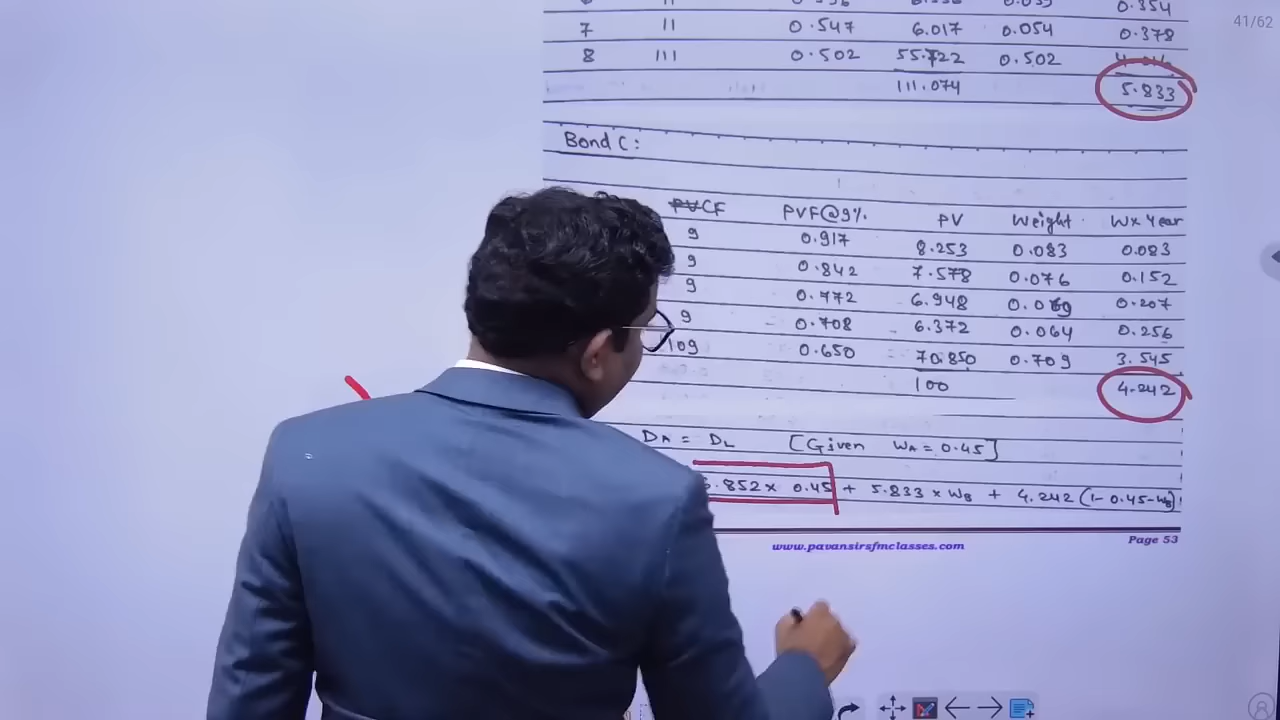 41/62
0.354
7 11 0.547 6.017 0.054 0.378
8 111 0.502 55.722 0.502
111.074 5.833
Bond C:
PVCF PVF@9% PV Weight W×Year
9 0.917 8.253 0.083 0.083
9 0.842 7.578 0.076 0.152
9 0.772 6.948 0.069 0.207
9 0.708 6.372 0.064 0.256
109 0.650 70.850 0.709 3.545
100 4.242
DA = DL [Given WA = 0.45]
.852 × 0.45 + 5.833 × WB + 4.242 (1-0.45-WB)
www.pavansirsfmclasses.com Page 53